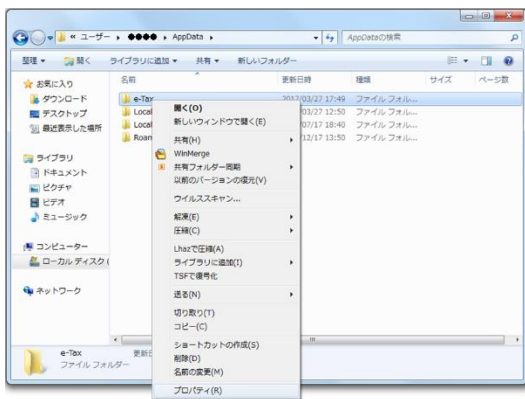 « ユーザー ▸ ●●●● ▸ AppData ▸
AppDataの検索
整理 ▼ 開く ライブラリに追加 ▼ 共有 ▼ 新しいフォルダー
名前 更新日時 種類 サイズ ページ数
e-Tax 2017/03/27 17:49 ファイル フォル...
Local 03/27 12:50 ファイル フォル...
Local 07/17 18:40 ファイル フォル...
Roam 12/17 13:50 ファイル フォル...
お気に入り
ダウンロード
デスクトップ
最近表示した場所
ライブラリ
ドキュメント
ピクチャ
ビデオ
ミュージック
コンピューター
ローカル ディスク (
ネットワーク
開く(O)
新しいウィンドウで開く(E)
共有(H)
WinMerge
共有フォルダー同期
以前のバージョンの復元(V)
ウイルススキャン...
解凍(E)
圧縮(C)
Lhazで圧縮(A)
ライブラリに追加(I)
TSFで復号化
送る(N)
切り取り(T)
コピー(C)
ショートカットの作成(S)
削除(D)
名前の変更(M)
プロパティ(R)
e-Tax 更新日
ファイル フォルダー